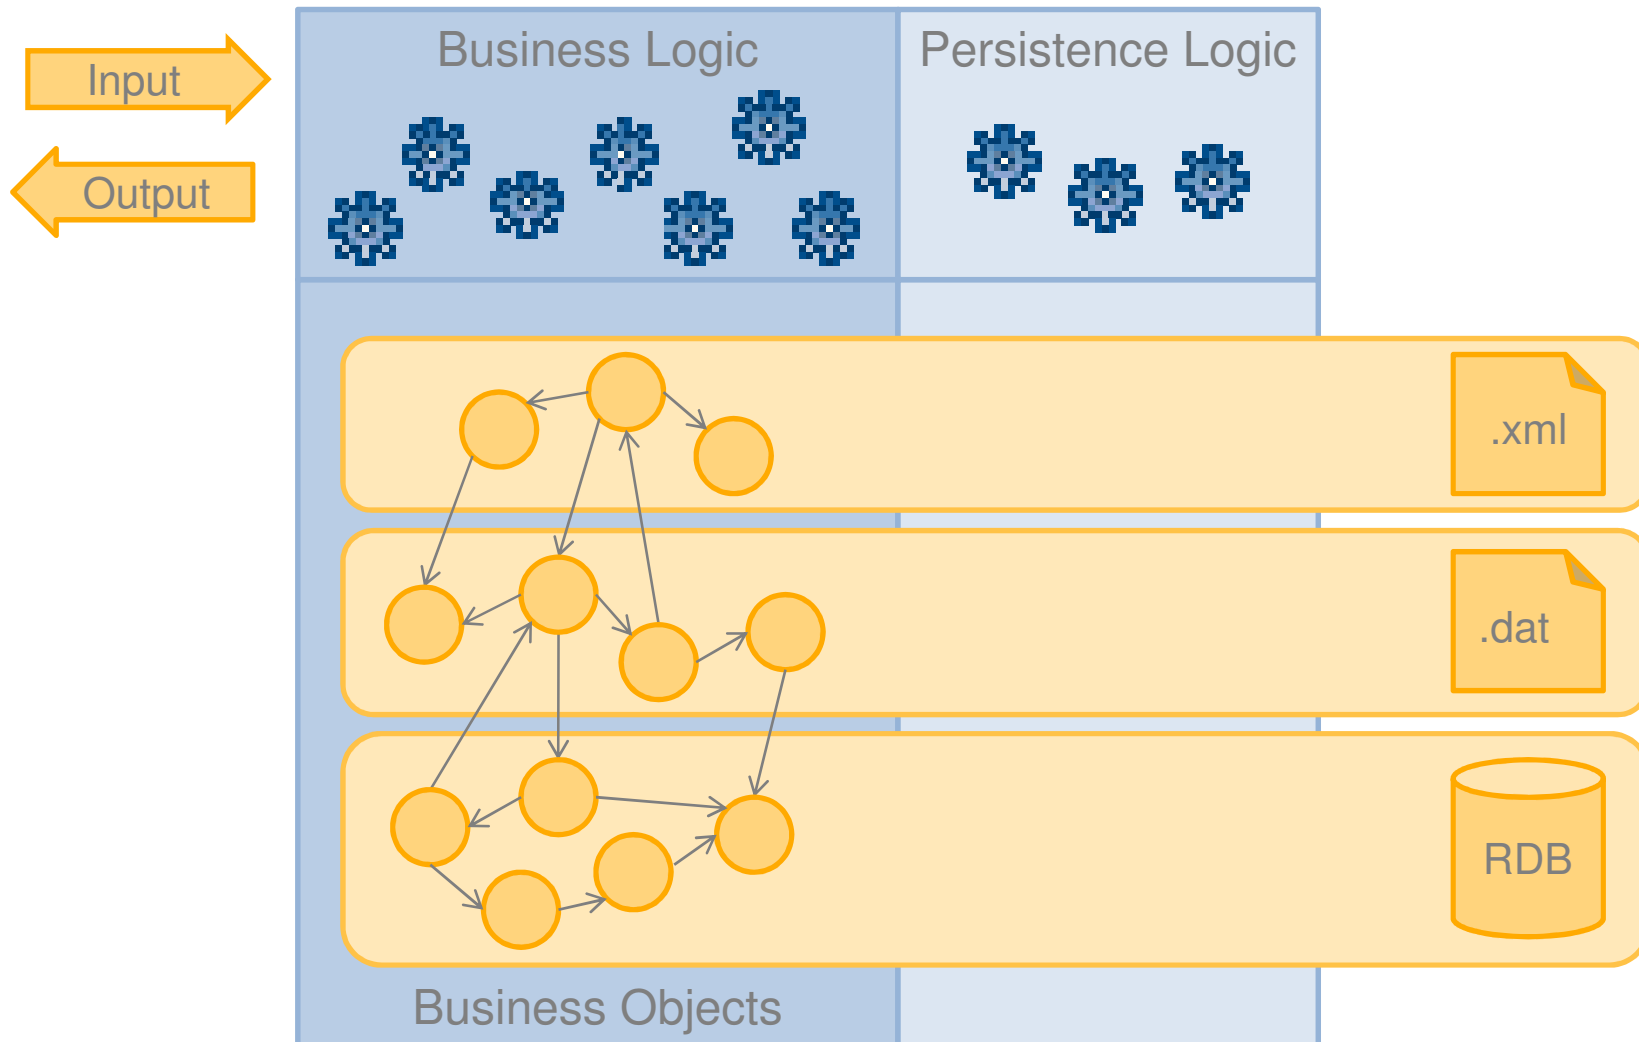 Business Logic
Persistence Logic
Input
Output
.xml
.dat
RDB
Business Objects